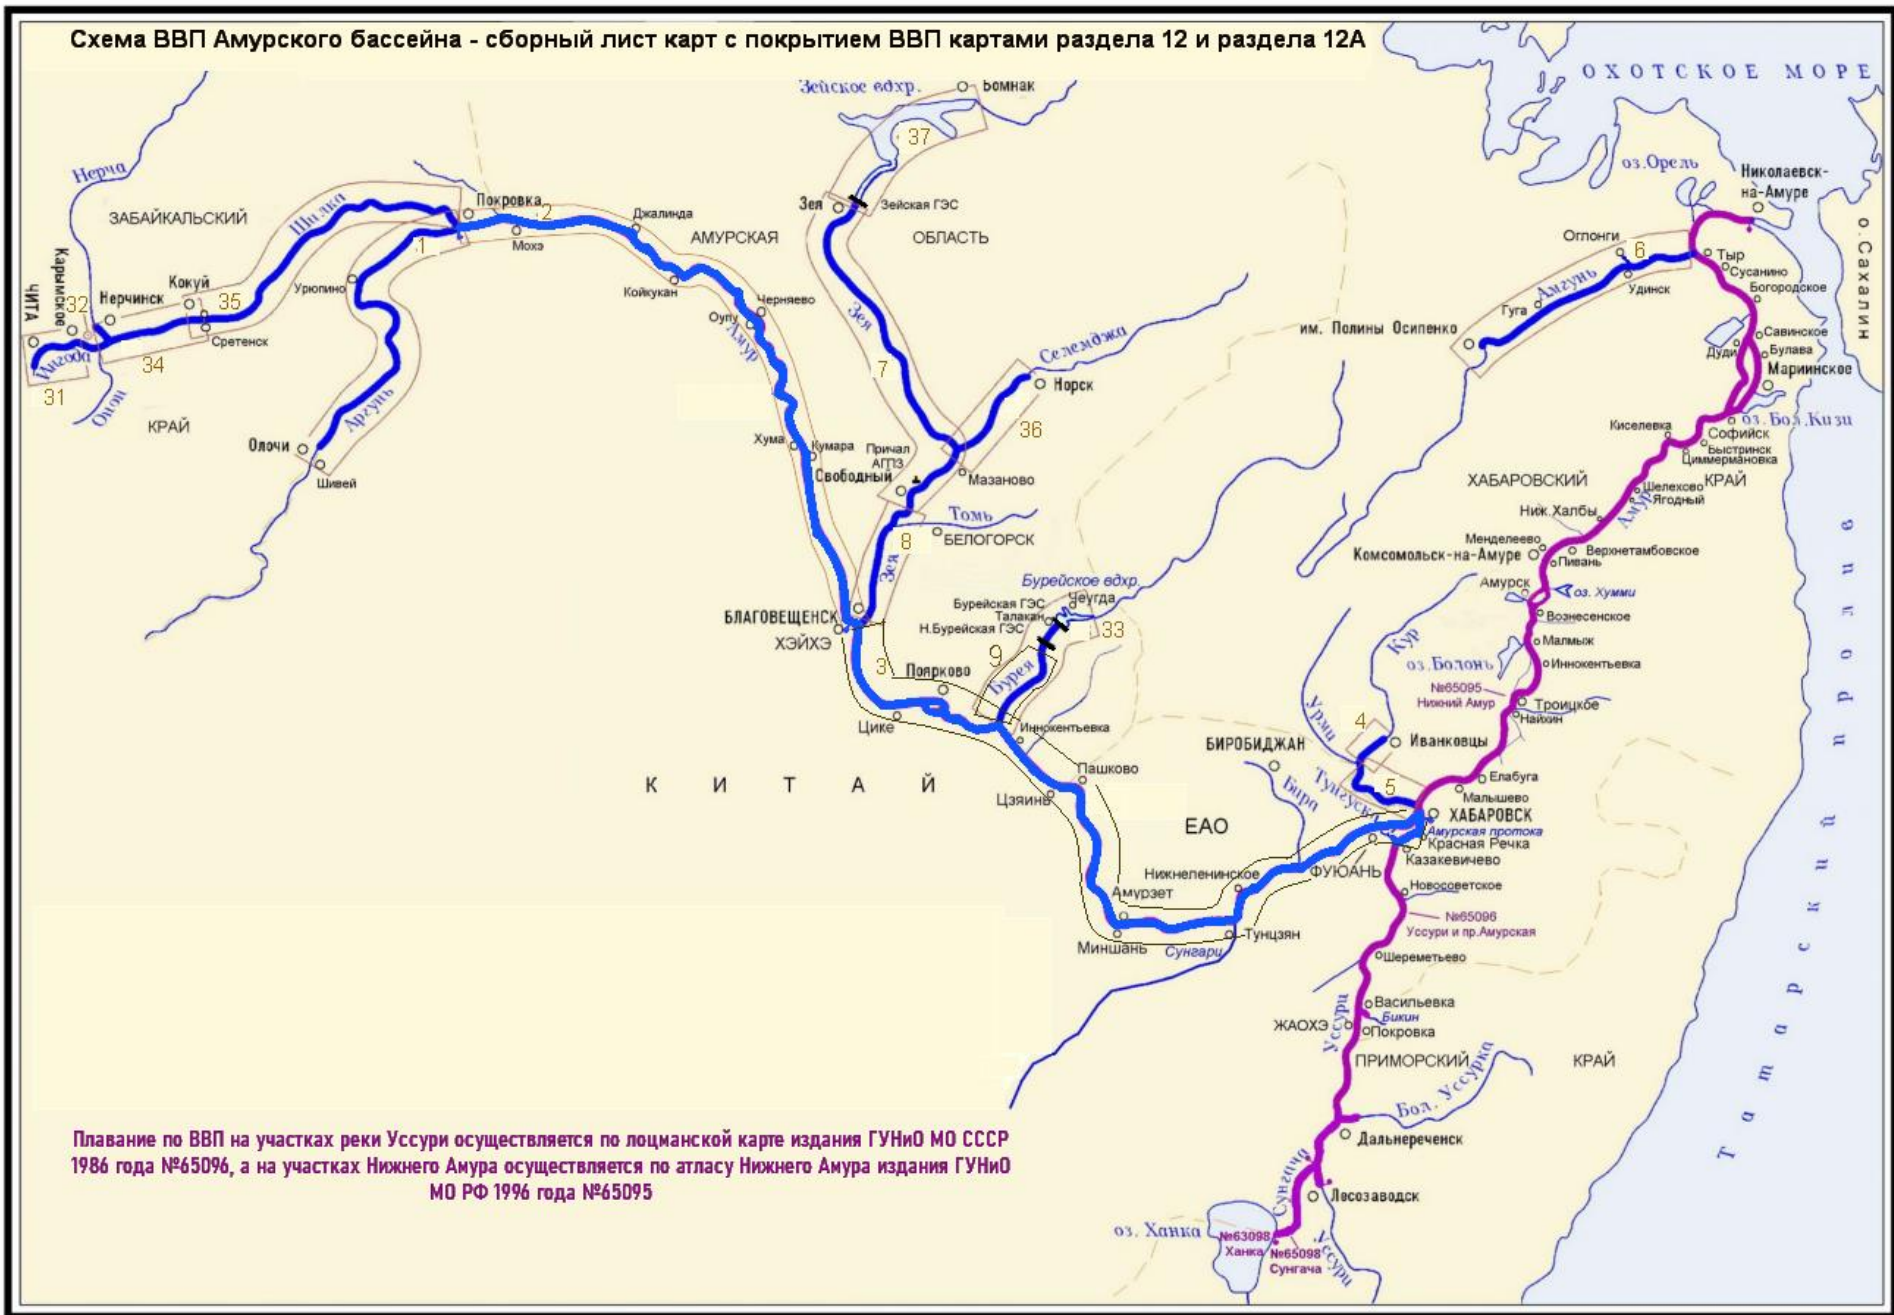 Схема ВВП Амурского бассейна - сборный лист карт с покрытием ВВП картами раздела 12 и раздела 12А
ОХОТСКОЕ МОРЕ
Зейское вдхр.
Бомнак
37
Нерча
оз.Орель
Николаевск-
на-Амуре
ЗАБАЙКАЛЬСКИЙ
Шилка
Покровка
2
Мохэ
Джалинда
АМУРСКАЯ
Зея
Зейская ГЭС
ОБЛАСТЬ
1
Оглонги
6
Тыр
Сусанино
Богородское
о. Сахалин
Карымское
ЧИТА
32
Нерчинск
Кокуй
35
Урюпино
Койкукан
Черняево
Оупу
Амур
Зея
Амгунь
Удинск
Гуга
им. Полины Осипенко
Савинское
Дуди
Булава
Мариинское
Сретенск
34
Ингода
31
Онон
КРАЙ
Аргунь
7
Селемджа
Норск
36
Олочи
Шивей
Хума
Кумара
Причал
АГПЗ
Свободный
Мазаново
оз.Бол.Кизи
Киселевка
Софийск
Быстринск
Циммермановка
ХАБАРОВСКИЙ
КРАЙ
Шелехово
Ягодный
Амур
Ниж.Халбы
Томь
БЕЛОГОРСК
8
Зея
Менделеево
Комсомольск-на-Амуре
Верхнетамбовское
Пивань
Амурск
оз. Хумми
Бурейское вдхр.
Чеугда
Бурейская ГЭС
Талакан
Н.Бурейская ГЭС
33
БЛАГОВЕЩЕНСК
ХЭЙХЭ
3
9
Бурея
Поярково
Цике
Иннокентьевка
Вознесенское
Малмыж
Иннокентьевка
Кур
оз.Болонь
№65095
Нижний Амур
Троицкое
Найхин
Урми
4
Иванковцы
БИРОБИДЖАН
Бира
Тунгуска
5
Елабуга
Малышево
ХАБАРОВСК
Амурская протока
Красная Речка
Казакевичево
КИТАЙ
Пашково
Цзяинь
ЕАО
Нижнеленинское
ФУЮАНЬ
Новосоветское
Амурзет
Миншань
Сунгари
Тунцзян
№65096
Уссури и пр.Амурская
Шереметьево
Татарский пролив
Васильевка
Бикин
ЖАОХЭ
Покровка
Уссури
ПРИМОРСКИЙ
КРАЙ
Бол. Уссурка
Дальнереченск
Плавание по ВВП на участках реки Уссури осуществляется по лоцманской карте издания ГУНиО МО СССР
1986 года №65096, а на участках Нижнего Амура осуществляется по атласу Нижнего Амура издания ГУНиО
МО РФ 1996 года №65095
Сунгача
Лесозаводск
оз. Ханка
№63098
Ханка
№65098
Сунгача
Уссури